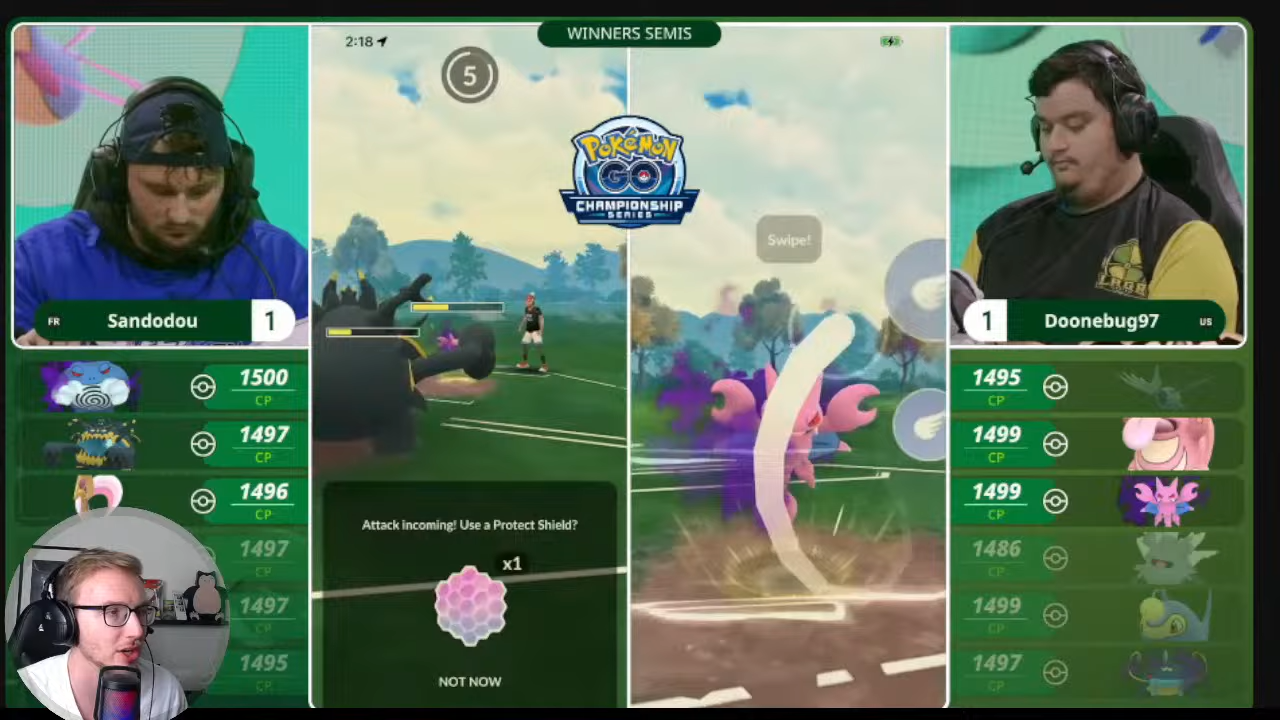 WINNERS SEMIS
2:18
5
POKÉMON
GO
CHAMPIONSHIP
SERIES
Swipe!
FR
Sandodou
1
1
Doonebug97
US
1500
CP
1497
CP
1496
1497
CP
1497
CP
1495
CP
Attack incoming! Use a Protect Shield?
x1
NOT NOW
1495
CP
1499
CP
1499
CP
1486
CP
1499
CP
1497
CP